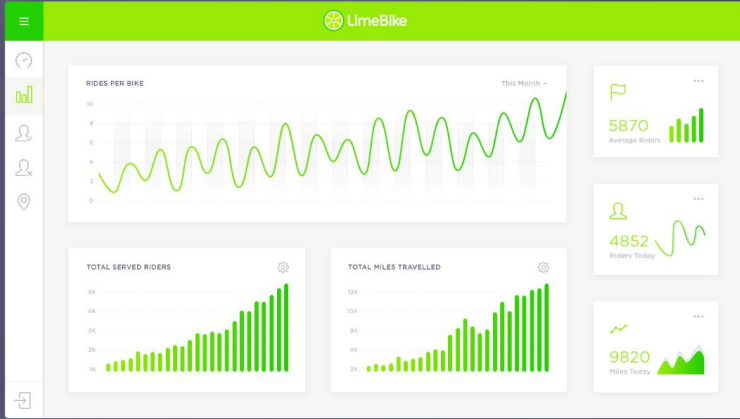 LimeBike
RIDES PER BIKE
This Month
10
8
6
4
2
0
5870
Average Riders
4852
Riders Today
TOTAL SERVED RIDERS
5K
4K
3K
2K
1K
TOTAL MILES TRAVELLED
12K
10K
8K
4K
2K
9820
Miles Today